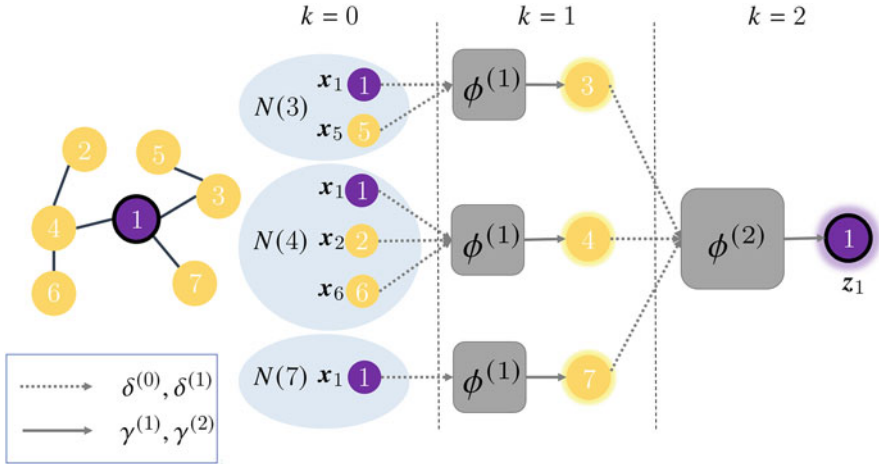 k = 0
k = 1
k = 2
N(3)
x₁ 1
x₅ 5
ϕ⁽¹⁾
3
N(4)
x₁ 1
x₂ 2
x₆ 6
ϕ⁽¹⁾
4
N(7)
x₁ 1
ϕ⁽¹⁾
7
ϕ⁽²⁾
1
z₁
2
5
3
4
1
6
7
δ⁽⁰⁾, δ⁽¹⁾
γ⁽¹⁾, γ⁽²⁾